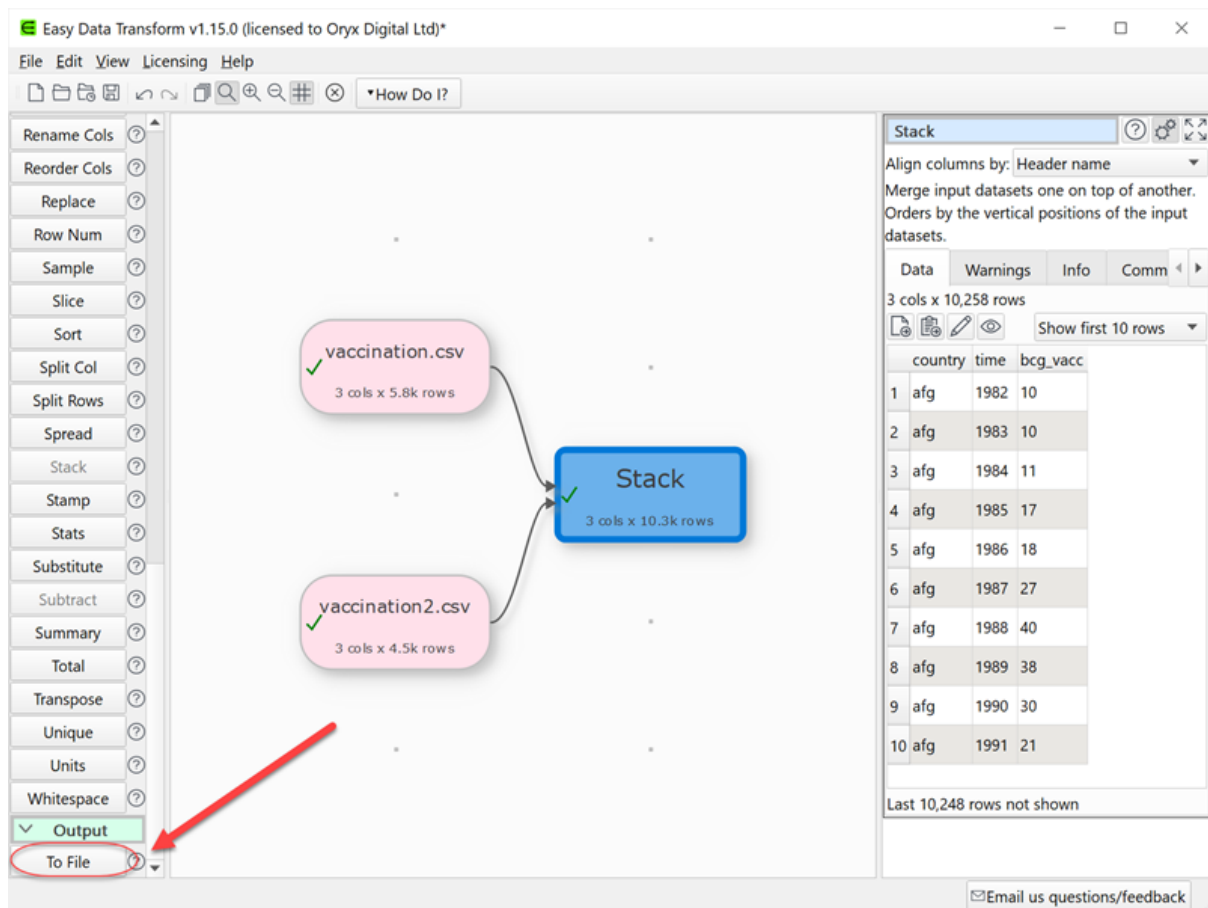 Easy Data Transform v1.15.0 (licensed to Oryx Digital Ltd)*
File Edit View Licensing Help
How Do I?
Rename Cols
Reorder Cols
Replace
Row Num
Sample
Slice
Sort
Split Col
Split Rows
Spread
Stack
Stamp
Stats
Substitute
Subtract
Summary
Total
Transpose
Unique
Units
Whitespace
Output
To File
vaccination.csv
3 cols x 5.8k rows
vaccination2.csv
3 cols x 4.5k rows
Stack
3 cols x 10.3k rows
Stack
Align columns by: Header name
Merge input datasets one on top of another.
Orders by the vertical positions of the input
datasets.
Data Warnings Info Comm
3 cols x 10,258 rows
Show first 10 rows
country time bcg_vacc
1 afg 1982 10
2 afg 1983 10
3 afg 1984 11
4 afg 1985 17
5 afg 1986 18
6 afg 1987 27
7 afg 1988 40
8 afg 1989 38
9 afg 1990 30
10 afg 1991 21
Last 10,248 rows not shown
Email us questions/feedback